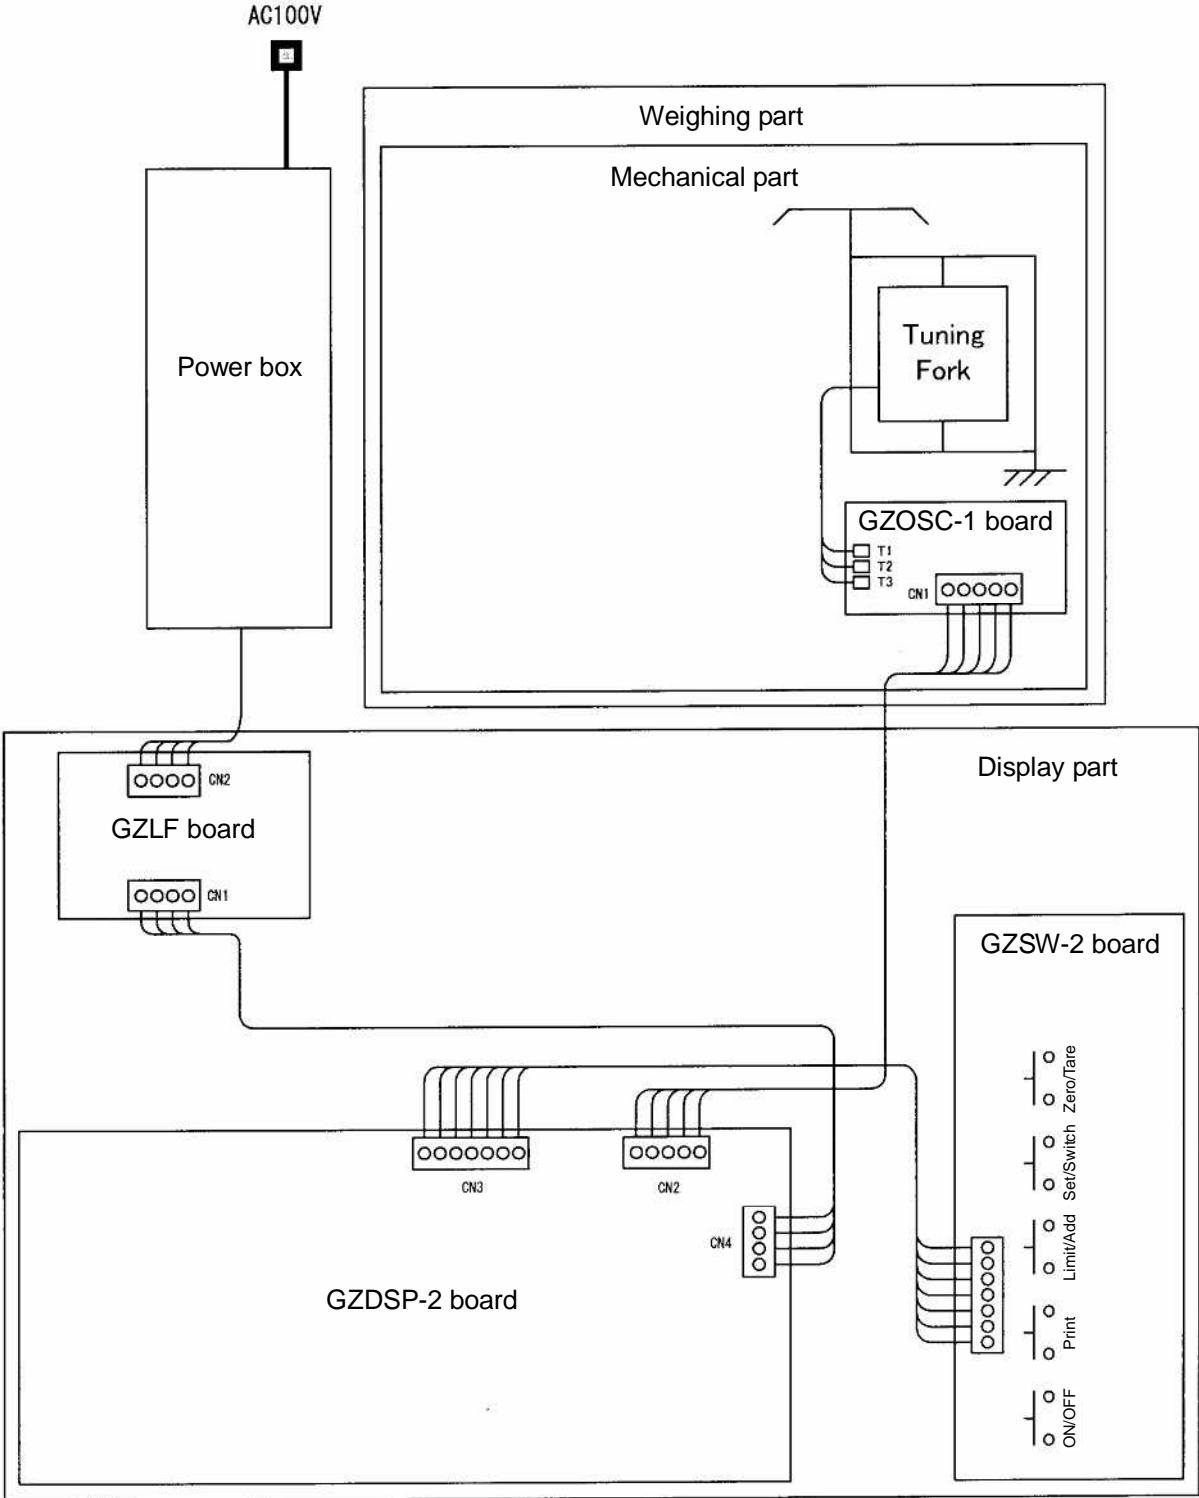 AC100V
Weighing part
Mechanical part
Power box
Tuning
Fork
GZOSC-1 board
T1
T2
T3
CN1
Display part
CN2
GZLF board
CN1
GZSW-2 board
Zero/Tare
Set/Switch
Limit/Add
Print
ON/OFF
CN3
CN2
CN4
GZDSP-2 board